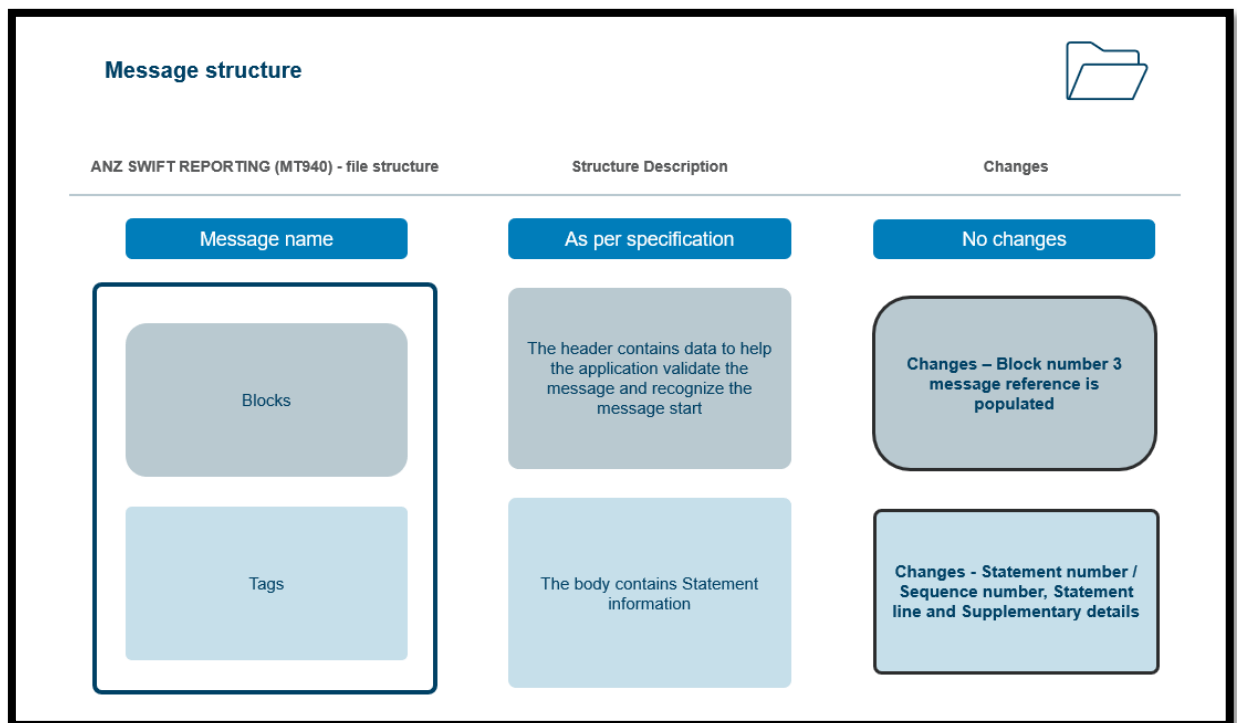 Message structure
ANZ SWIFT REPORTING (MT940) - file structure
Structure Description
Changes
Message name
As per specification
No changes
Blocks
The header contains data to help
the application validate the
message and recognize the
message start
Changes – Block number 3
message reference is
populated
Tags
The body contains Statement
information
Changes - Statement number /
Sequence number, Statement
line and Supplementary details